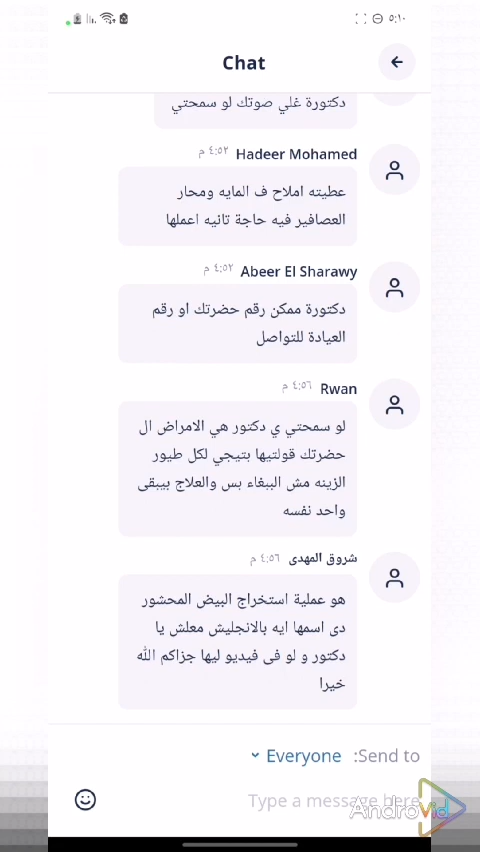 ٥:١٠
Chat
دكتورة علي صوتك لو سمحتي
Hadeer Mohamed ٤:٥٢ م
عطيته املاح ف المايه ومحار
العصافير فيه حاجة تانيه اعملها
Abeer El Sharawy ٤:٥٢ م
دكتورة ممكن رقم حضرتك او رقم
العيادة للتواصل
Rwan ٤:٥٦ م
لو سمحتي ي دكتور هي الامراض ال
حضرتك قولتيها بتيجي لكل طيور
الزينه مش الببغاء بس والعلاج بيبقى
واحد نفسه
شروق المهدى ٤:٥٦ م
هو عملية استخراج البيض المحشور
دى اسمها ايه بالانجليش معلش يا
دكتور و لو فى فيديو ليها جزاكم الله
خيرا
Send to: Everyone
Type a message here
AndroVid